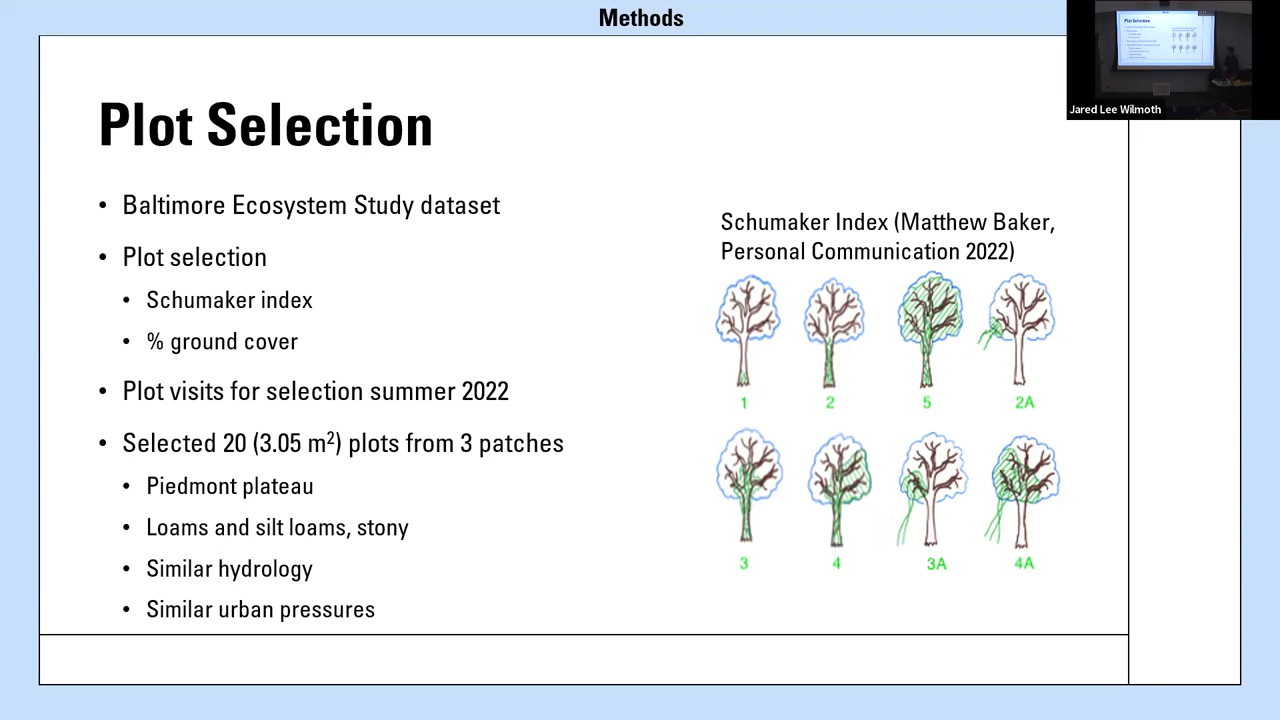 Methods
Plot Selection
• Baltimore Ecosystem Study dataset
• Plot selection
• Schumaker index
• % ground cover
• Plot visits for selection summer 2022
• Selected 20 (3.05 m²) plots from 3 patches
• Piedmont plateau
• Loams and silt loams, stony
• Similar hydrology
• Similar urban pressures
Schumaker Index (Matthew Baker,
Personal Communication 2022)
1 2 5 2A
3 4 3A 4A
Plot Selection
Jared Lee Wilmoth